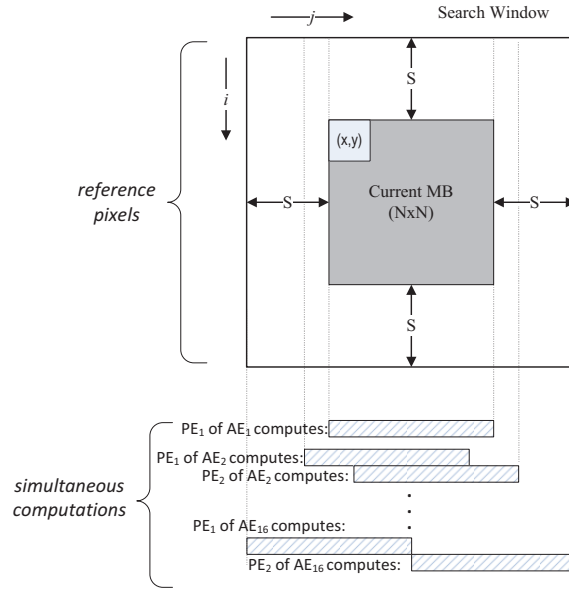 j
Search Window
i
S
(x,y)
reference
pixels
Current MB
(NxN)
S
S
S
PE1 of AE1 computes:
PE1 of AE2 computes:
PE2 of AE2 computes:
simultaneous
computations
PE1 of AE16 computes:
PE2 of AE16 computes: